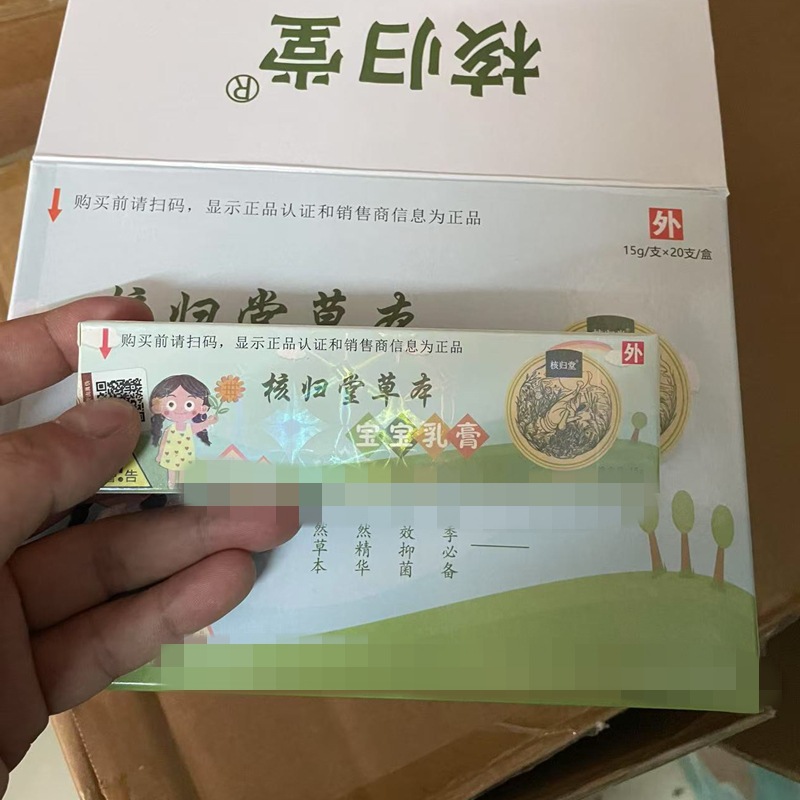 核归堂®
购买前请扫码，显示正品认证和销售商信息为正品
外
15g/支×20支/盒
核归堂草本
购买前请扫码，显示正品认证和销售商信息为正品
外
核归堂
核归堂草本
宝宝乳膏
告
然草本
然精华
效抑菌
季必备